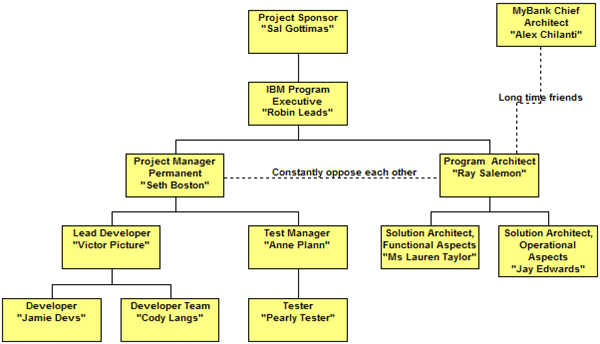 Project Sponsor
"Sal Gottimas"
MyBank Chief
Architect
"Alex Chilanti"
IBM Program
Executive
"Robin Leads"
Long time friends
Project Manager
Permanent
"Seth Boston"
Constantly oppose each other
Program Architect
"Ray Salemon"
Lead Developer
"Victor Picture"
Test Manager
"Anne Plann"
Solution Architect,
Functional Aspects
"Ms Lauren Taylor"
Solution Architect,
Operational
Aspects
"Jay Edwards"
Developer
"Jamie Devs"
Developer Team
"Cody Langs"
Tester
"Pearly Tester"